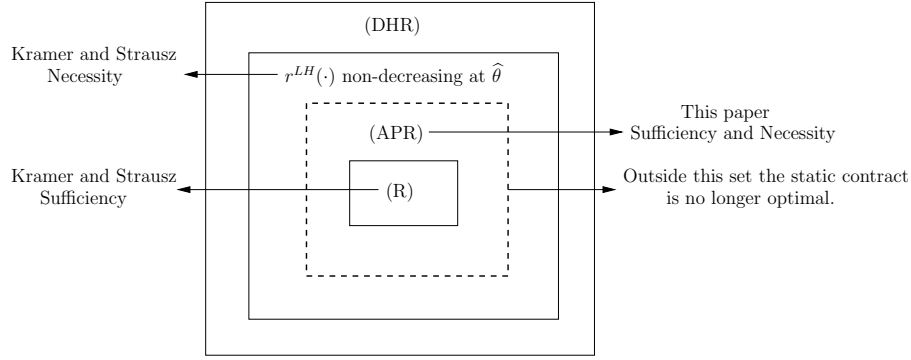 (DHR)
Kramer and Strausz
Necessity
r^{LH}(·) non-decreasing at \widehat{θ}
This paper
Sufficiency and Necessity
(APR)
Kramer and Strausz
Sufficiency
(R)
Outside this set the static contract
is no longer optimal.